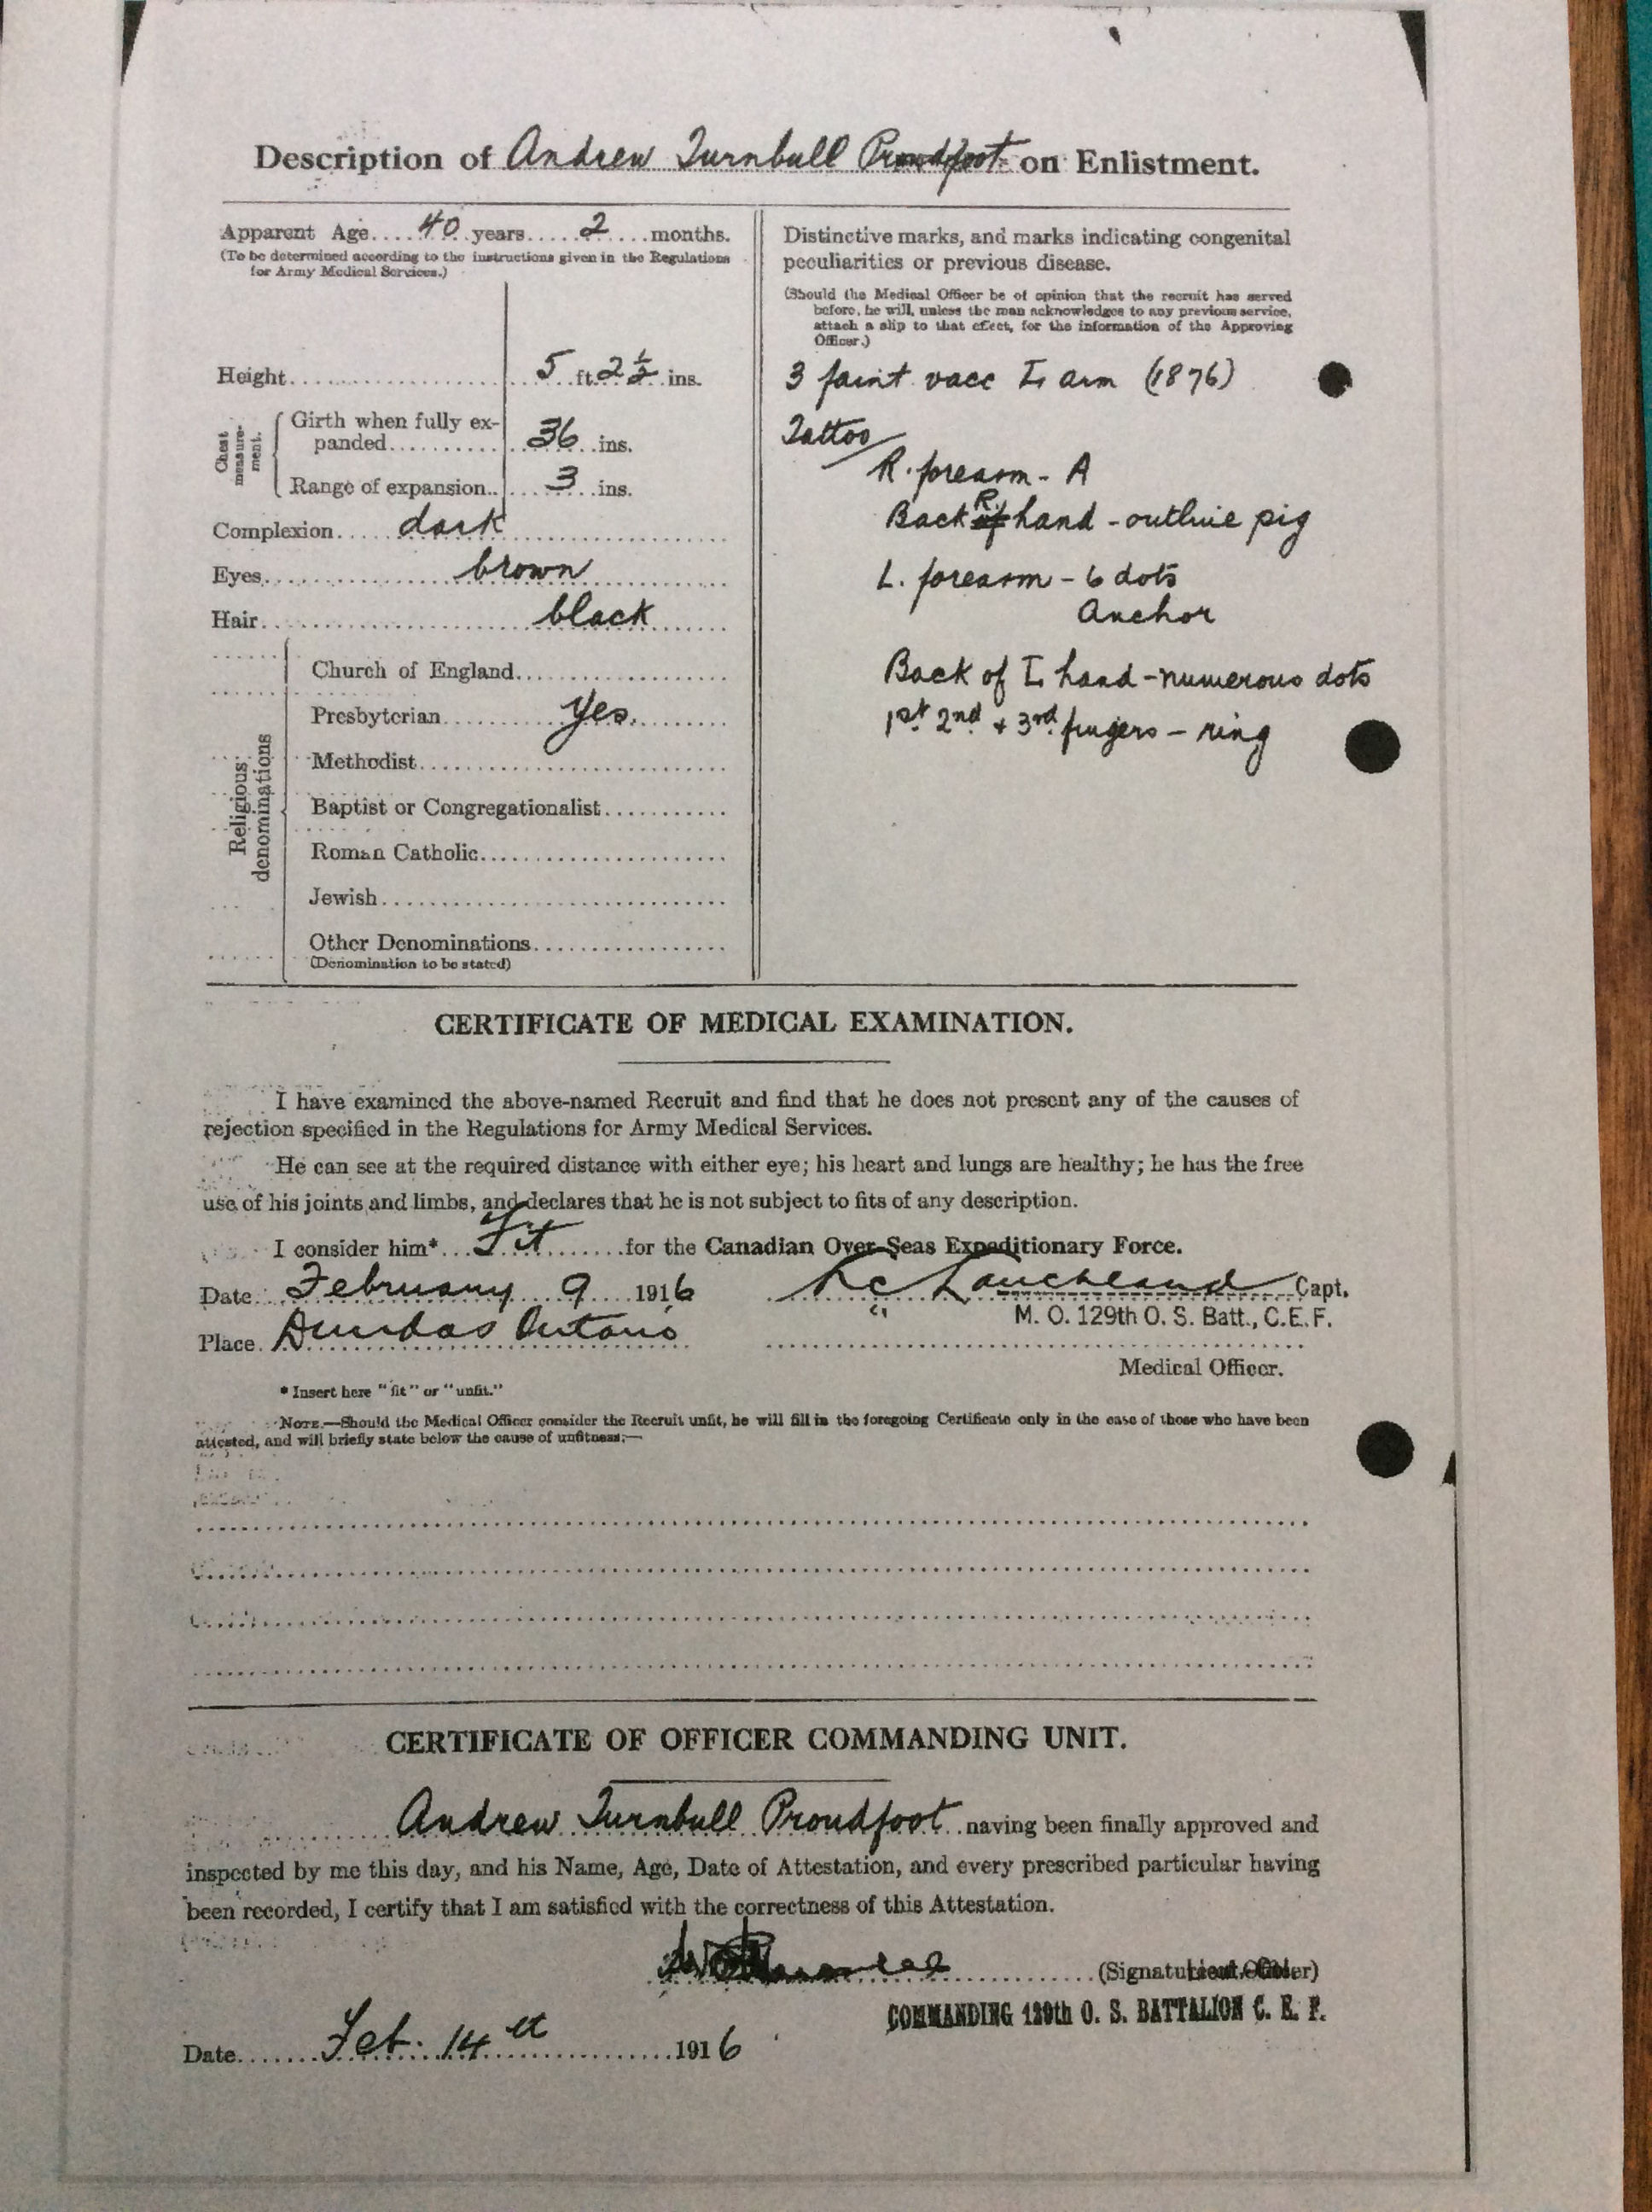 Description of Andrew Turnbull Proudfoot on Enlistment.
Apparent Age....40..years.....2....months.
(To be determined according to the instructions given in the Regulations
for Army Medical Services.)
Height..........5..ft.2½..ins.
Chest measurement.
Girth when fully ex-
panded..........36..ins.
Range of expansion......3...ins.
Complexion.....dark
Eyes...............brown
Hair....................black
Religious denominations
Church of England
Presbyterian..........yes.
Methodist
Baptist or Congregationalist
Roman Catholic
Jewish
Other Denominations
(Denomination to be stated)
Distinctive marks, and marks indicating congenital
peculiarities or previous disease.
(Should the Medical Officer be of opinion that the recruit has served
before, he will, unless the man acknowledges to any previous service,
attach a slip to that effect, for the information of the Approving
Officer.)
3 faint vacc L arm (1876)
Tattoo
R. forearm - A
Back R hand - outline pig
L. forearm - 6 dots
Anchor
Back of L hand - numerous dots
1st 2nd + 3rd fingers - ring
CERTIFICATE OF MEDICAL EXAMINATION.
I have examined the above-named Recruit and find that he does not present any of the causes of
rejection specified in the Regulations for Army Medical Services.
He can see at the required distance with either eye; his heart and lungs are healthy; he has the free
use of his joints and limbs, and declares that he is not subject to fits of any description.
I consider him*...Fit.......for the Canadian Over-Seas Expeditionary Force.
Date...February....9....1916
Capt.
M. O. 129th O. S. Batt., C.E.F.
Place.Dundas Ontario
Medical Officer.
* Insert here "fit" or "unfit."
NOTE.—Should the Medical Officer consider the Recruit unfit, he will fill in the foregoing Certificate only in the case of those who have been
attested, and will briefly state below the cause of unfitness:—
CERTIFICATE OF OFFICER COMMANDING UNIT.
Andrew Turnbull Proudfoot...having been finally approved and
inspected by me this day, and his Name, Age, Date of Attestation, and every prescribed particular having
been recorded, I certify that I am satisfied with the correctness of this Attestation.
COMMANDING 129th O. S. BATTALION C. E. F.
Date.......Feb. 14th...............1916